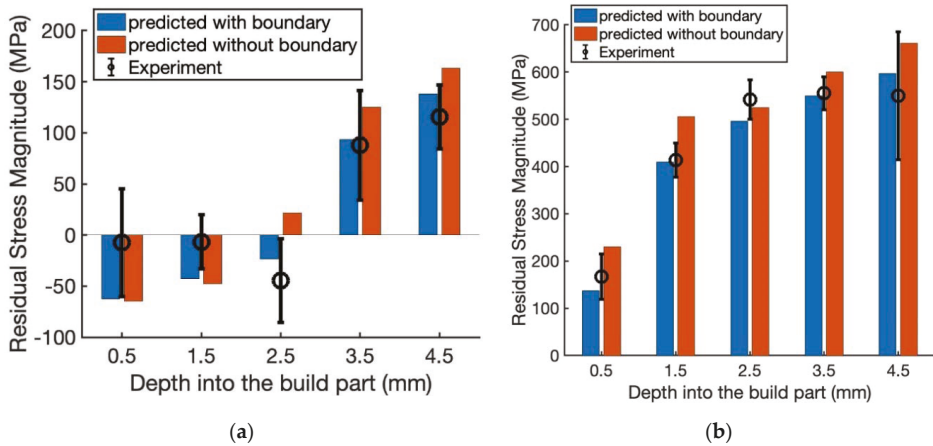 200
150
100
50
0
-50
-100
Residual Stress Magnitude (MPa)
predicted with boundary
predicted without boundary
Experiment
0.5 1.5 2.5 3.5 4.5
Depth into the build part (mm)
(a)
700
600
500
400
300
200
100
0
Residual Stress Magnitude (MPa)
predicted with boundary
predicted without boundary
Experiment
0.5 1.5 2.5 3.5 4.5
Depth into the build part (mm)
(b)